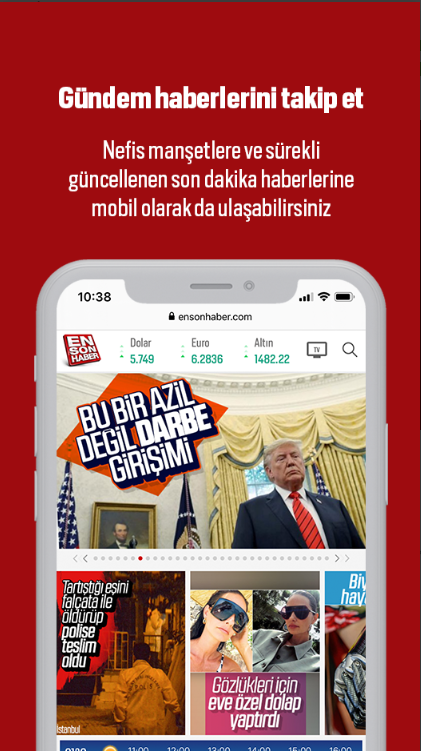 Gündem haberlerini takip et
Nefis manşetlere ve sürekli
güncellenen son dakika haberlerine
mobil olarak da ulaşabilirsiniz
10:38
ensonhaber.com
EN
SON
HABER
Dolar
5.749
Euro
6.2836
Altın
1482.22
TV
BU BİR AZİL
DEĞİL DARBE
GİRİŞİMİ
Tartıştığı eşini
falçata ile
öldürüp
polise
teslim
oldu
İstanbul
Gözlükleri için
eve özel dolap
yaptırdı
11:00
12:00
13:00
14:00
15:00
16:00